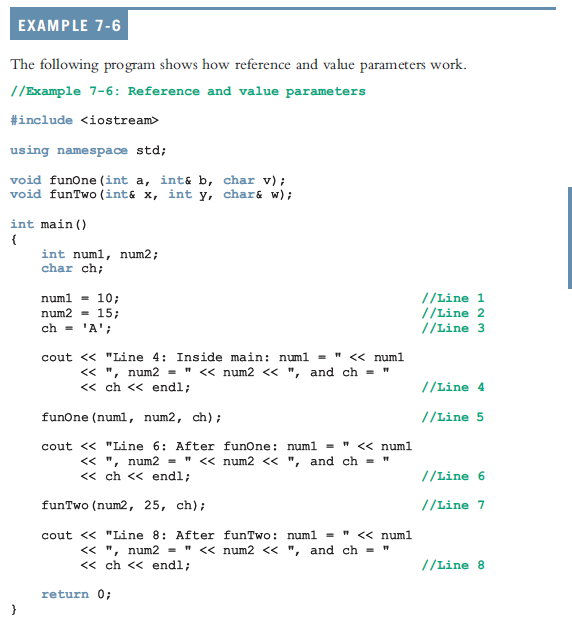 EXAMPLE 7-6
The following program shows how reference and value parameters work.
//Example 7-6: Reference and value parameters
#include <iostream>
using namespace std;
void funOne(int a, int& b, char v);
void funTwo(int& x, int y, char& w);
int main()
{
    int num1, num2;
    char ch;
    num1 = 10; //Line 1
    num2 = 15; //Line 2
    ch = 'A'; //Line 3
    cout << "Line 4: Inside main: num1 = " << num1
         << ", num2 = " << num2 << ", and ch = "
         << ch << endl; //Line 4
    funOne(num1, num2, ch); //Line 5
    cout << "Line 6: After funOne: num1 = " << num1
         << ", num2 = " << num2 << ", and ch = "
         << ch << endl; //Line 6
    funTwo(num2, 25, ch); //Line 7
    cout << "Line 8: After funTwo: num1 = " << num1
         << ", num2 = " << num2 << ", and ch = "
         << ch << endl; //Line 8
    return 0;
}